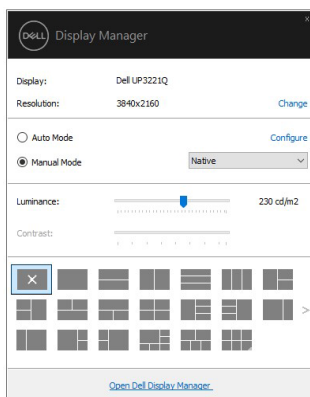 DELL Display Manager
Display: Dell UP3221Q
Resolution: 3840x2160 Change
Auto Mode Configure
Manual Mode Native
Luminance: 230 cd/m2
Contrast:
Open Dell Display Manager